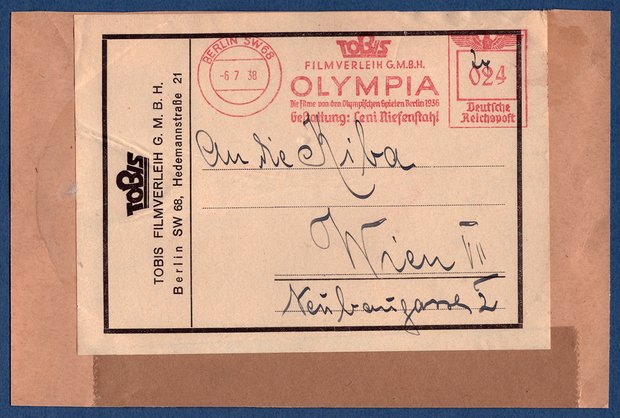 TOBIS
TOBIS FILMVERLEIH G. M. B. H.
Berlin SW 68, Hedemannstraße 21
BERLIN SW 68
-6 7 38
TOBIS
FILMVERLEIH G.M.B.H.
OLYMPIA
Die Filme von den Olympischen Spielen Berlin 1936
Gestaltung: Leni Riefenstahl
024
Deutsche
Reichspost
An die Kiba
Wien VII
Neubaugasse 2